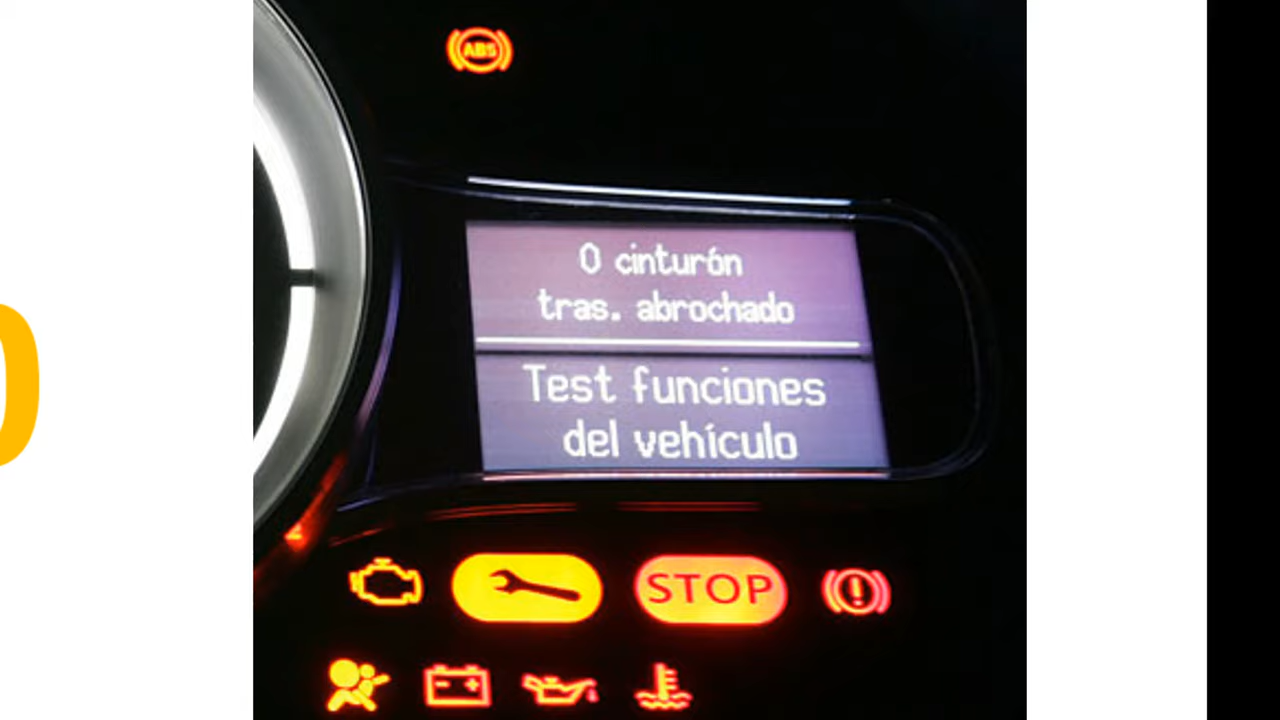 ABS
0 cinturón
tras. abrochado
Test funciones
del vehículo
STOP